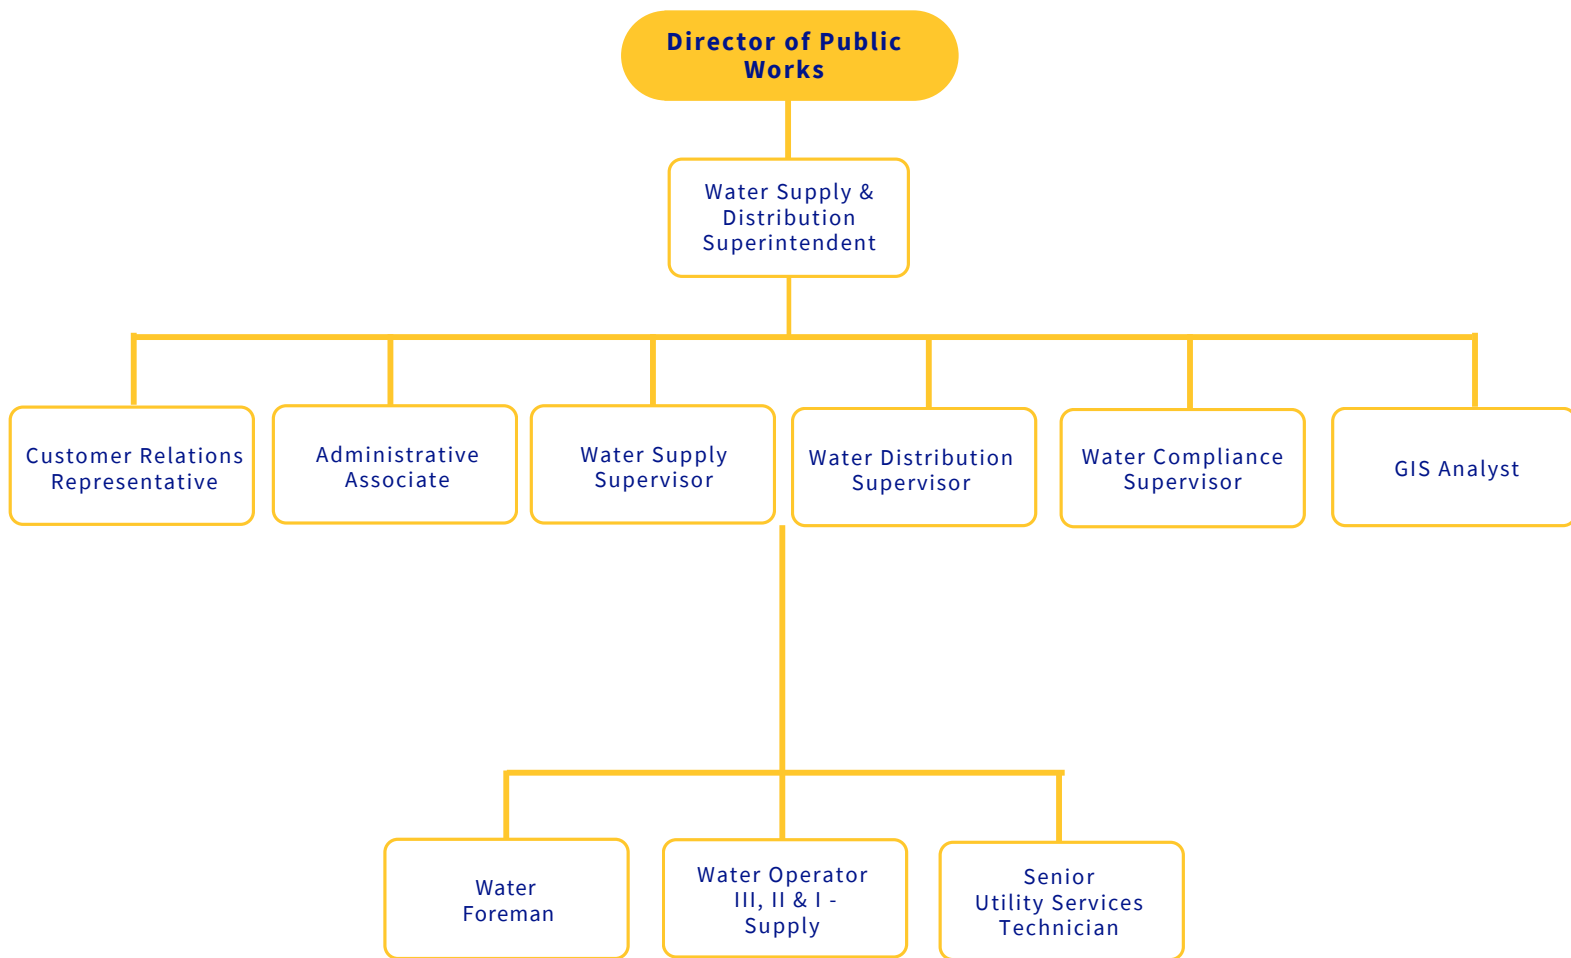 Director of Public
Works
Water Supply &
Distribution
Superintendent
Customer Relations
Representative
Administrative
Associate
Water Supply
Supervisor
Water Distribution
Supervisor
Water Compliance
Supervisor
GIS Analyst
Water
Foreman
Water Operator
III, II & I -
Supply
Senior
Utility Services
Technician